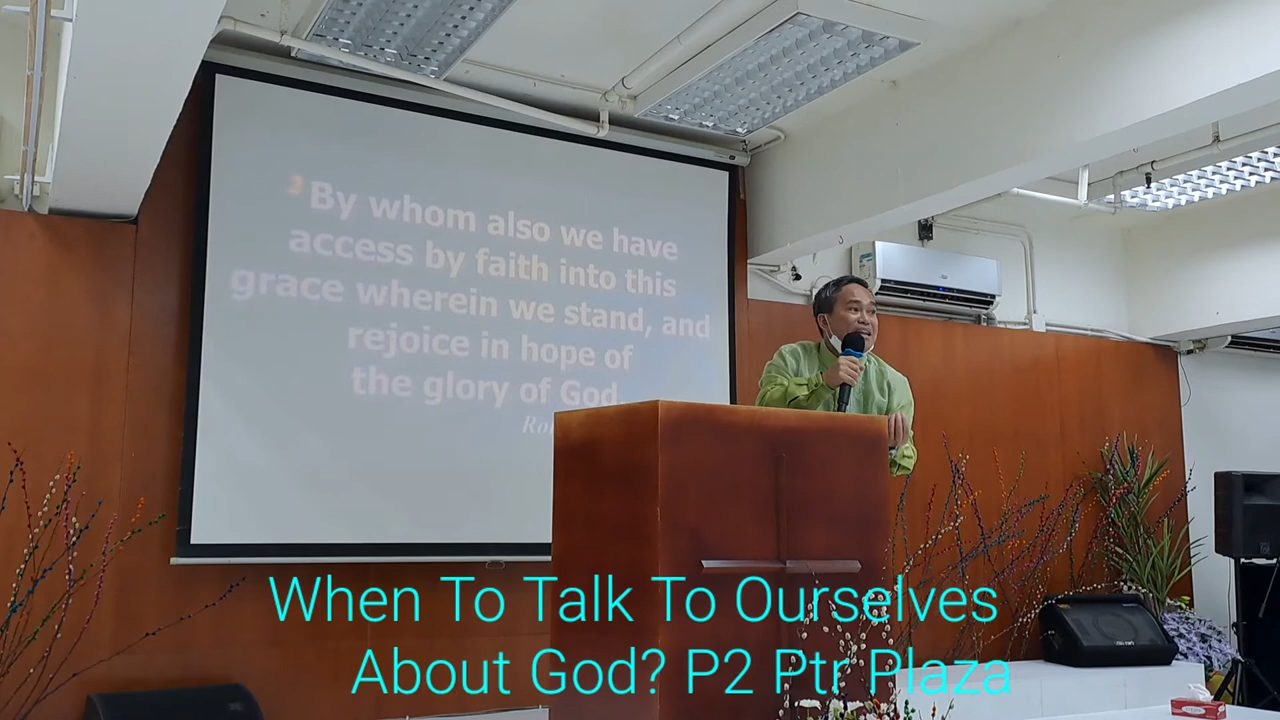 3 By whom also we have
access by faith into this
grace wherein we stand, and
rejoice in hope of
the glory of God.
When To Talk To Ourselves
About God? P2 Ptr Plaza